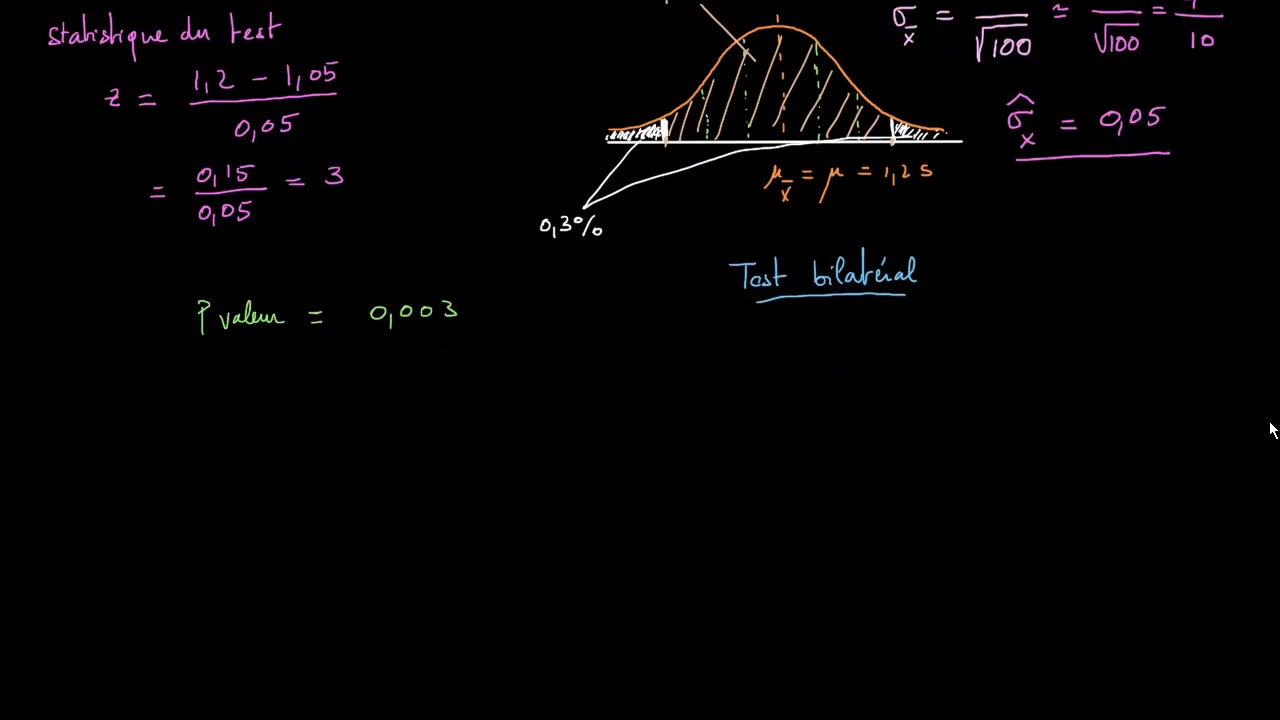 statistique du test
z = 1,2 - 1,05 / 0,05
= 0,15 / 0,05 = 3
P valeur = 0,003
0,3%
μx̄ = μ = 1,2 s
Test bilatéral
σx̄ = / √100 ≈ / √100 = / 10
σ̂x̄ = 0,05